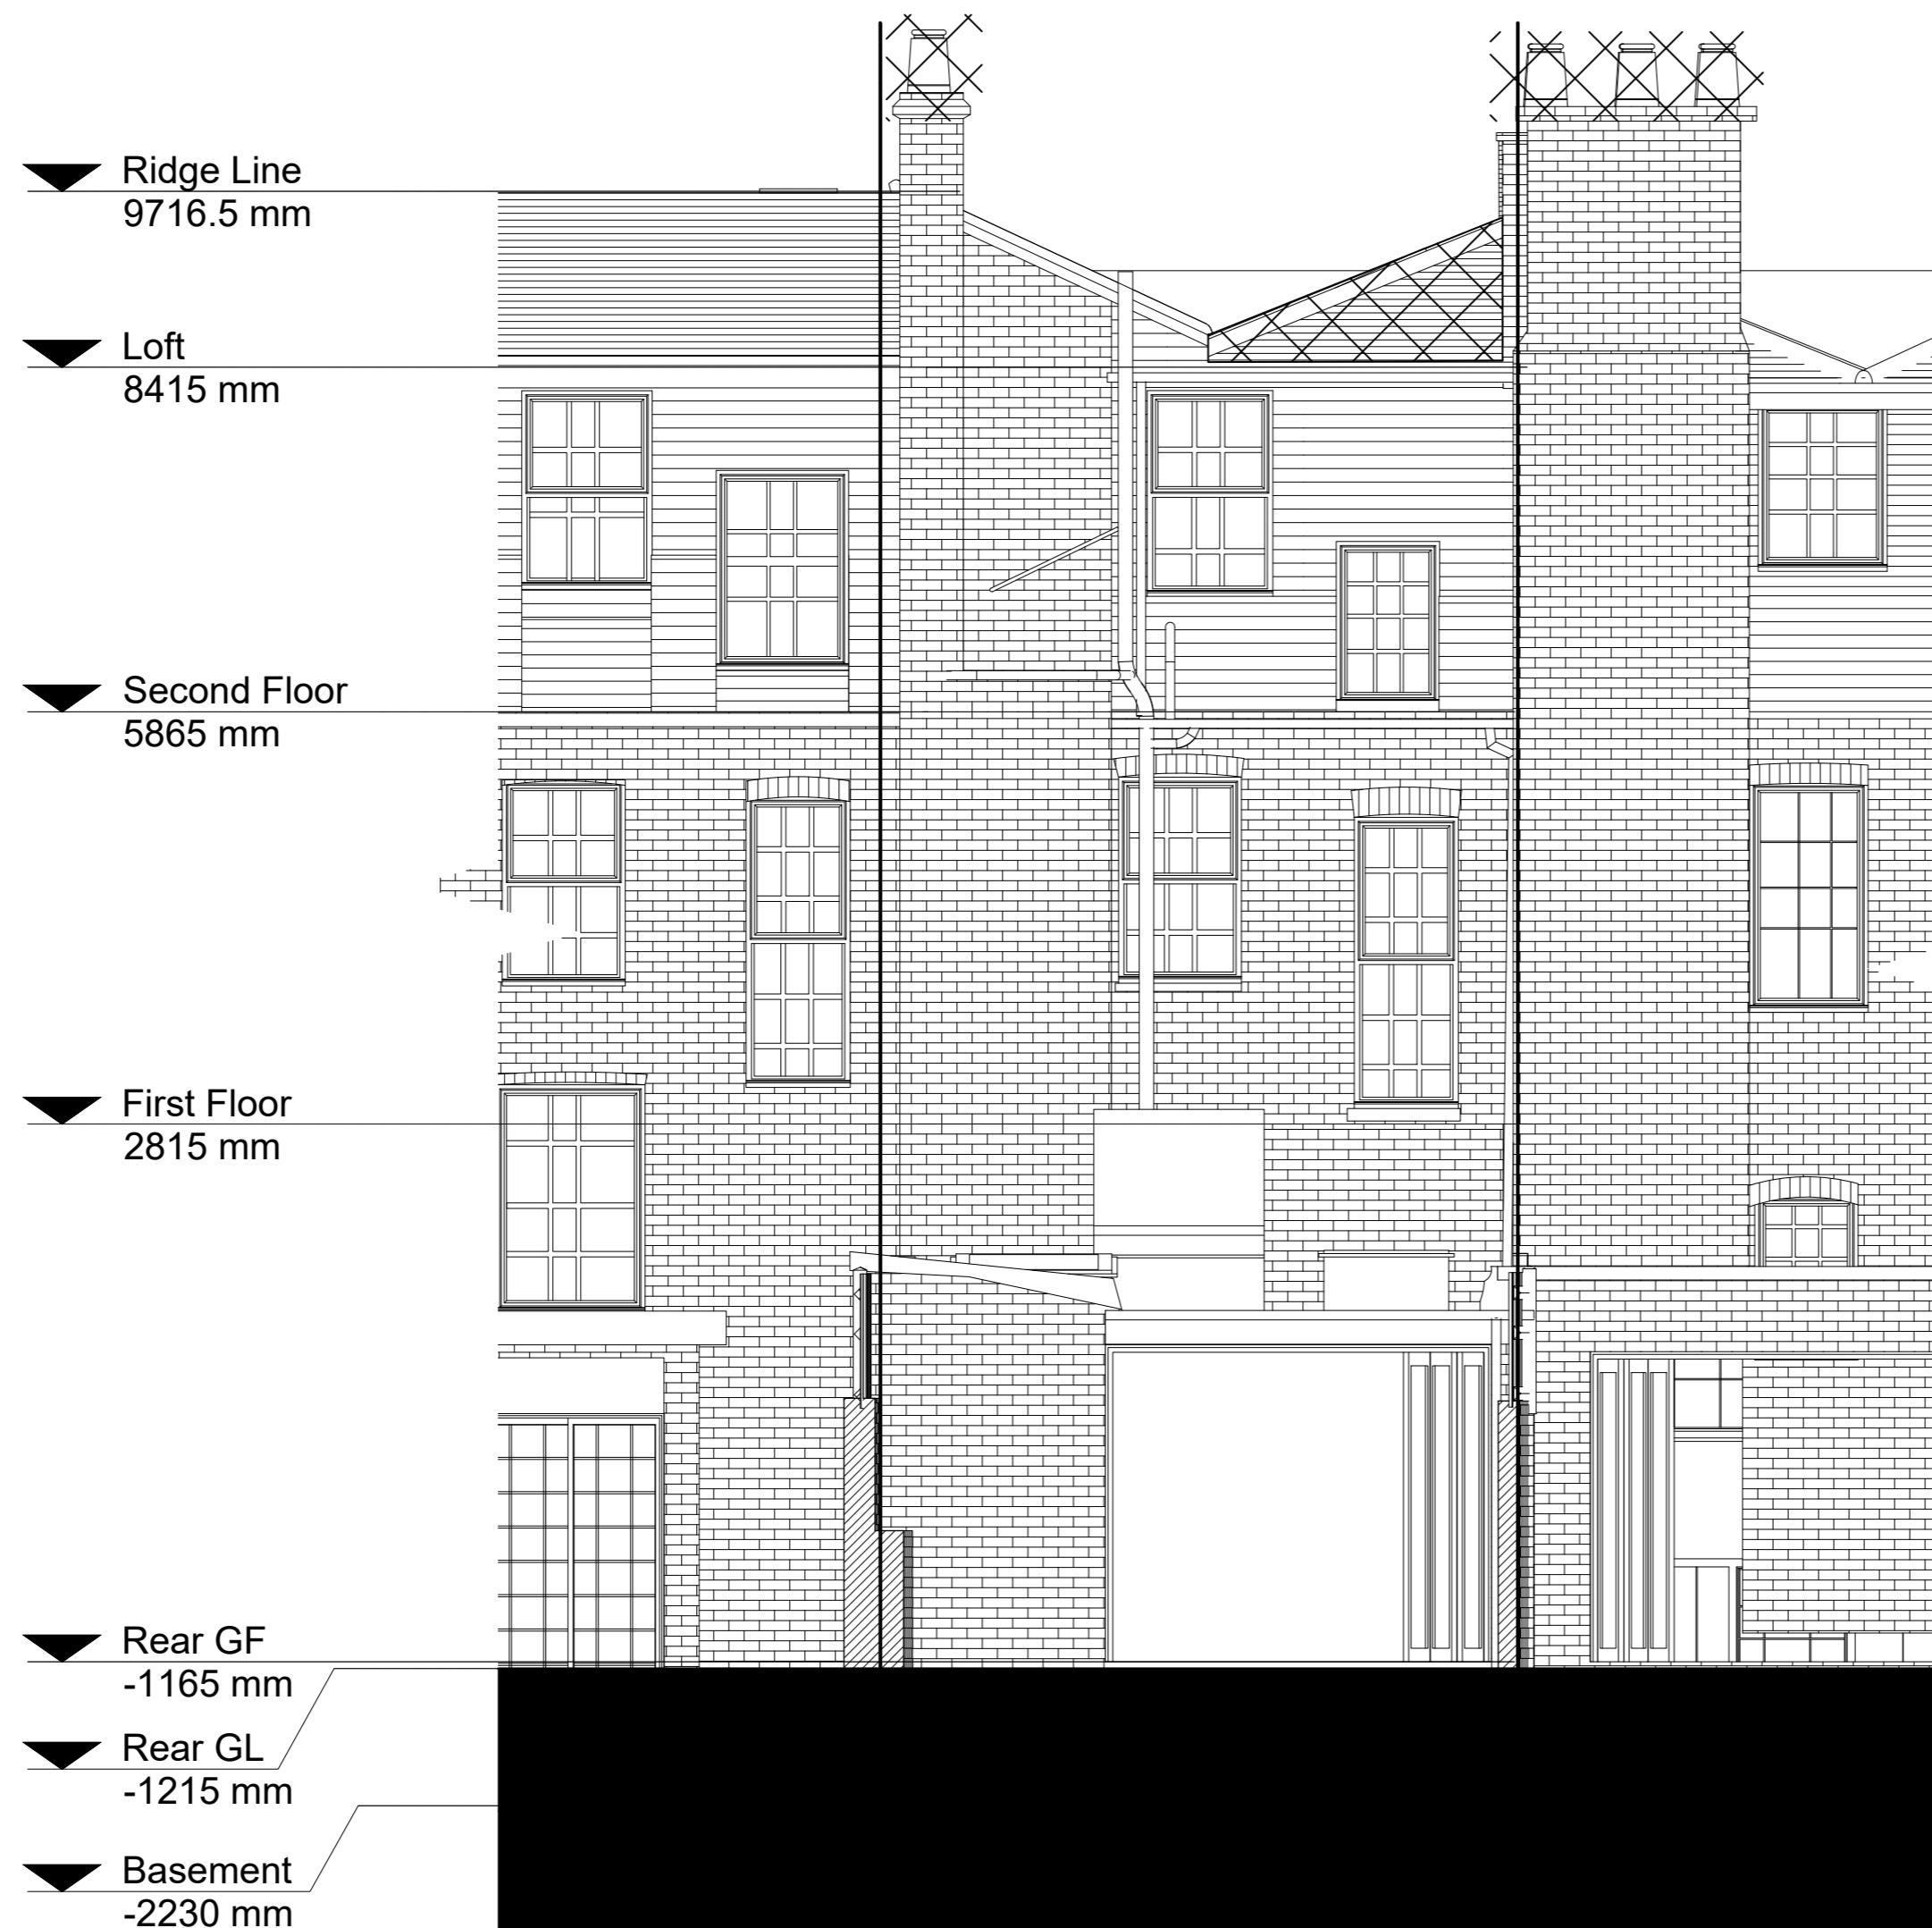 Ridge Line
9716.5 mm
Loft
8415 mm
Second Floor
5865 mm
First Floor
2815 mm
Rear GF
-1165 mm
Rear GL
-1215 mm
Basement
-2230 mm